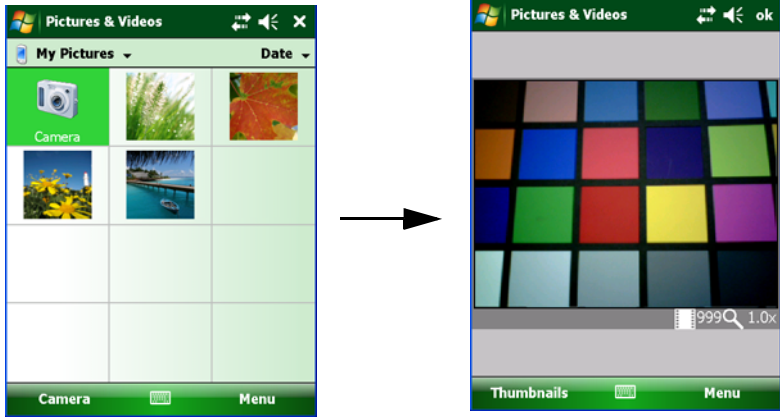 Pictures & Videos
My Pictures Date
Camera
Camera Menu
Pictures & Videos ok
999 1.0x
Thumbnails Menu